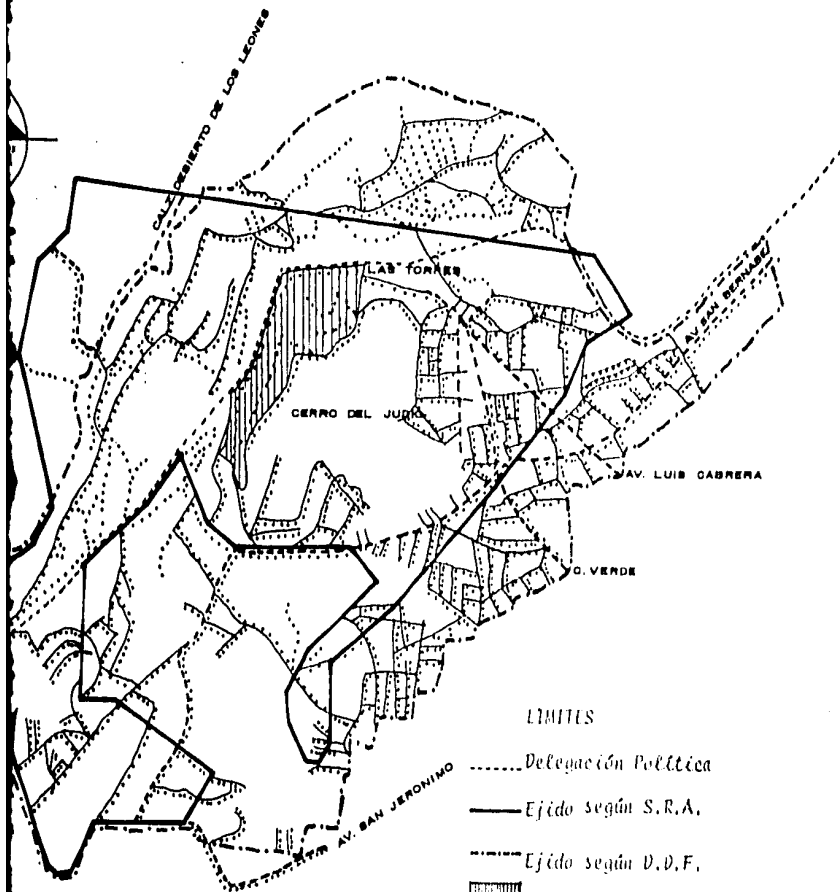 CALZ DESIERTO DE LOS LEONES
LAS TORRES
AV. SAN BERNABE
CERRO DEL JUDIO
AV. LUIS CABRERA
C. VERDE
AV. SAN JERONIMO
LIMITES
Delegación Política
Ejido según S.R.A.
Ejido según D.D.F.